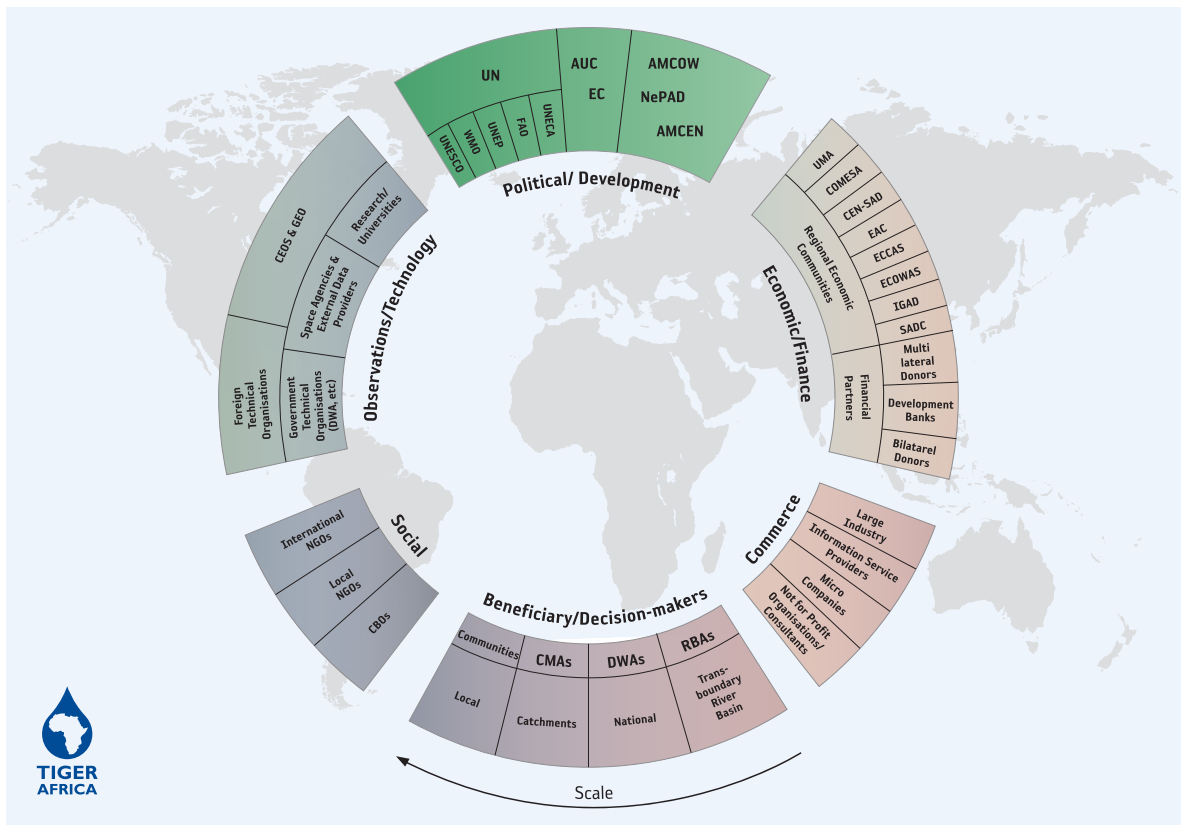 UN
UNESCO
WMO
UNEP
FAO
UNECA
AUC
EC
AMCOW
NePAD
AMCEN
Political/ Development
UMA
COMESA
CEN-SAD
EAC
ECCAS
ECOWAS
IGAD
SADC
Regional Economic
Communities
Multi
lateral
Donors
Development
Banks
Bilatarel
Donors
Financial
Partners
Economic/Finance
Large
Industry
Information Service
Providers
Micro
Companies
Not for Profit
Organisations/
Consultants
Commerce
Beneficiary/Decision-makers
Communities
CMAs
DWAs
RBAs
Local
Catchments
National
Trans-
boundary
River
Basin
Scale
Social
International
NGOs
Local
NGOs
CBOs
Observations/Technology
CEOS & GEO
Research/
Universities
Space Agencies &
External Data
Providers
Foreign
Technical
Organisations
Government
Technical
Organisations
(DWA, etc)
TIGER
AFRICA